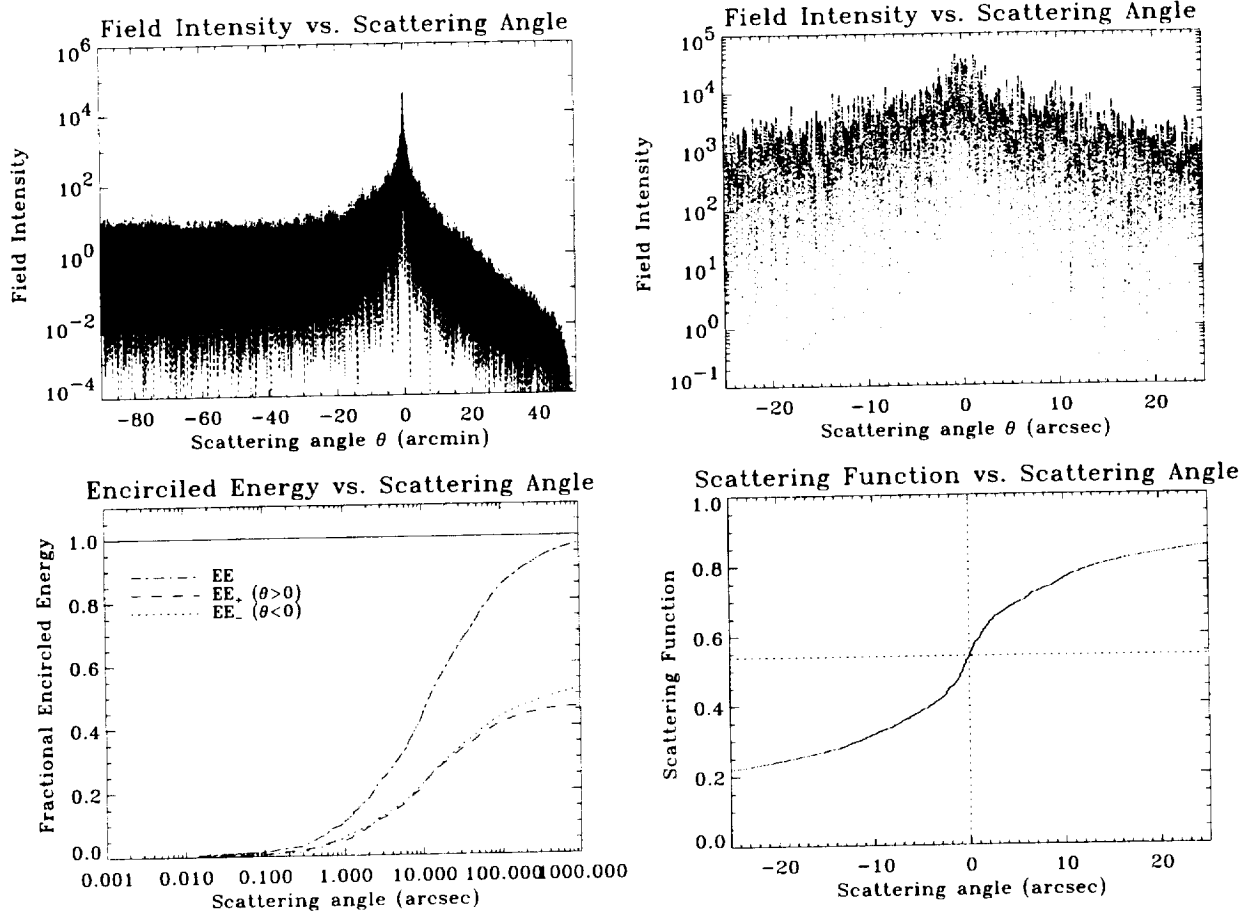 Field Intensity vs. Scattering Angle
10^6
10^4
10^2
10^0
10^-2
10^-4
Field Intensity
-80 -60 -40 -20 0 20 40
Scattering angle θ (arcmin)
Field Intensity vs. Scattering Angle
10^5
10^4
10^3
10^2
10^1
10^0
10^-1
Field Intensity
-20 -10 0 10 20
Scattering angle θ (arcsec)
Encirciled Energy vs. Scattering Angle
1.0
0.8
0.6
0.4
0.2
0.0
Fractional Encircled Energy
EE
EE+ (θ>0)
EE- (θ<0)
0.001 0.010 0.100 1.000 10.000 100.000 1000.000
Scattering angle (arcsec)
Scattering Function vs. Scattering Angle
1.0
0.8
0.6
0.4
0.2
0.0
Scattering Function
-20 -10 0 10 20
Scattering angle (arcsec)